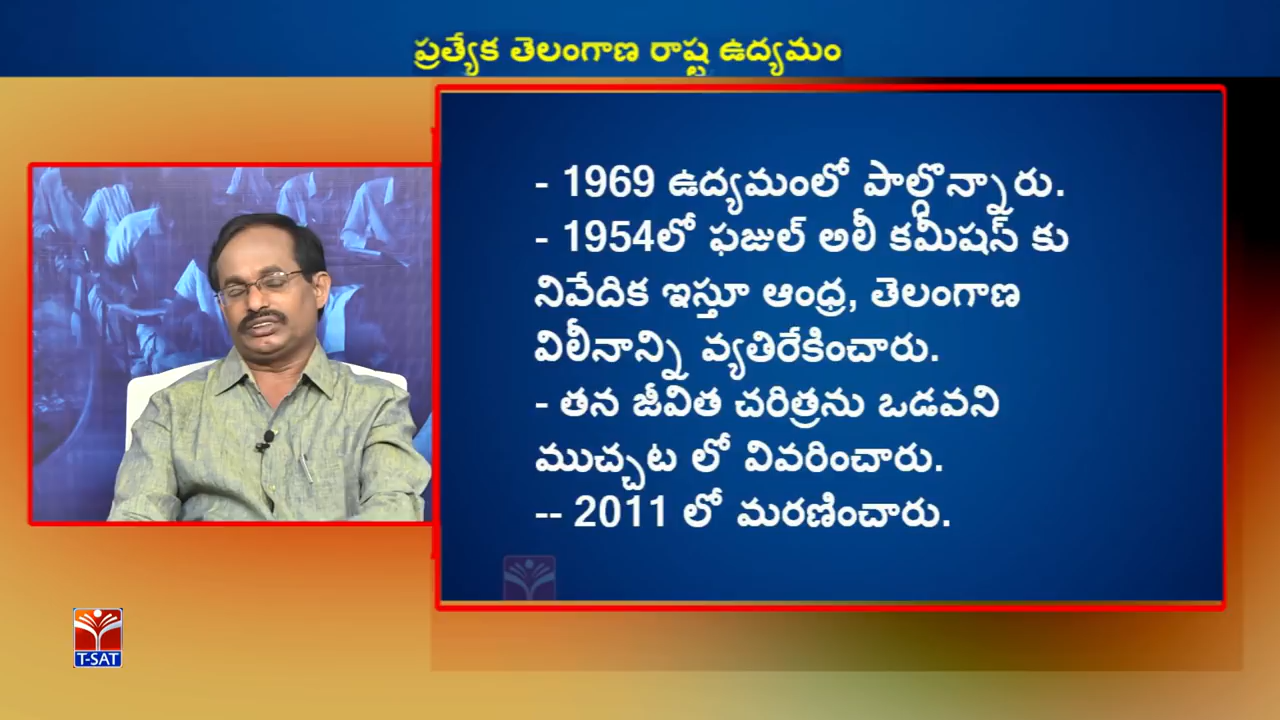 ప్రత్యేక తెలంగాణ రాష్ట ఉద్యమం
- 1969 ఉద్యమంలో పాల్గొన్నారు.
- 1954లో ఫజుల్ అలీ కమీషన్ కు
నివేదిక ఇస్తూ ఆంధ్ర, తెలంగాణ
విలీనాన్ని వ్యతిరేకించారు.
- తన జీవిత చరిత్రను ఒడవని
ముచ్చట లో వివరించారు.
-- 2011 లో మరణించారు.
T-SAT